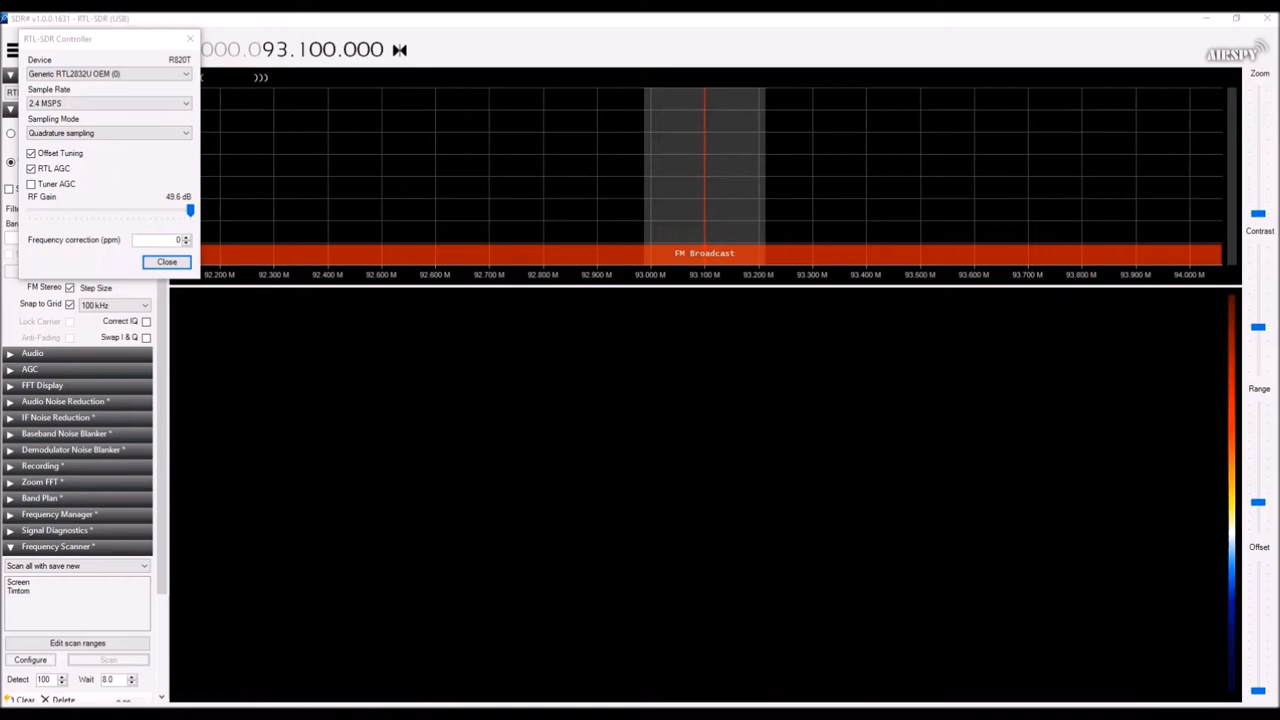 SDR# v1.0.0.1631 - RTL-SDR (USB)
RTL-SDR Controller
Device R820T
Generic RTL2832U OEM (0)
Sample Rate
2.4 MSPS
Sampling Mode
Quadrature sampling
Offset Tuning
RTL AGC
Tuner AGC
RF Gain 49.6 dB
Frequency correction (ppm) 0
Close
000.093.100.000
AIRSPY
FM Broadcast
92.200 M 92.300 M 92.400 M 92.500 M 92.600 M 92.700 M 92.800 M 92.900 M 93.000 M 93.100 M 93.200 M 93.300 M 93.400 M 93.500 M 93.600 M 93.700 M 93.800 M 93.900 M 94.000 M
Zoom
Contrast
Range
Offset
FM Stereo Step Size
Snap to Grid 100 kHz
Lock Carrier Correct IQ
Anti-Fading Swap I & Q
Audio
AGC
FFT Display
Audio Noise Reduction *
IF Noise Reduction *
Baseband Noise Blanker *
Demodulator Noise Blanker *
Recording *
Zoom FFT *
Band Plan *
Frequency Manager *
Signal Diagnostics *
Frequency Scanner *
Scan all with save new
Screen
Timtom
Edit scan ranges
Configure Scan
Detect 100 Wait 8.0
Clear Delete